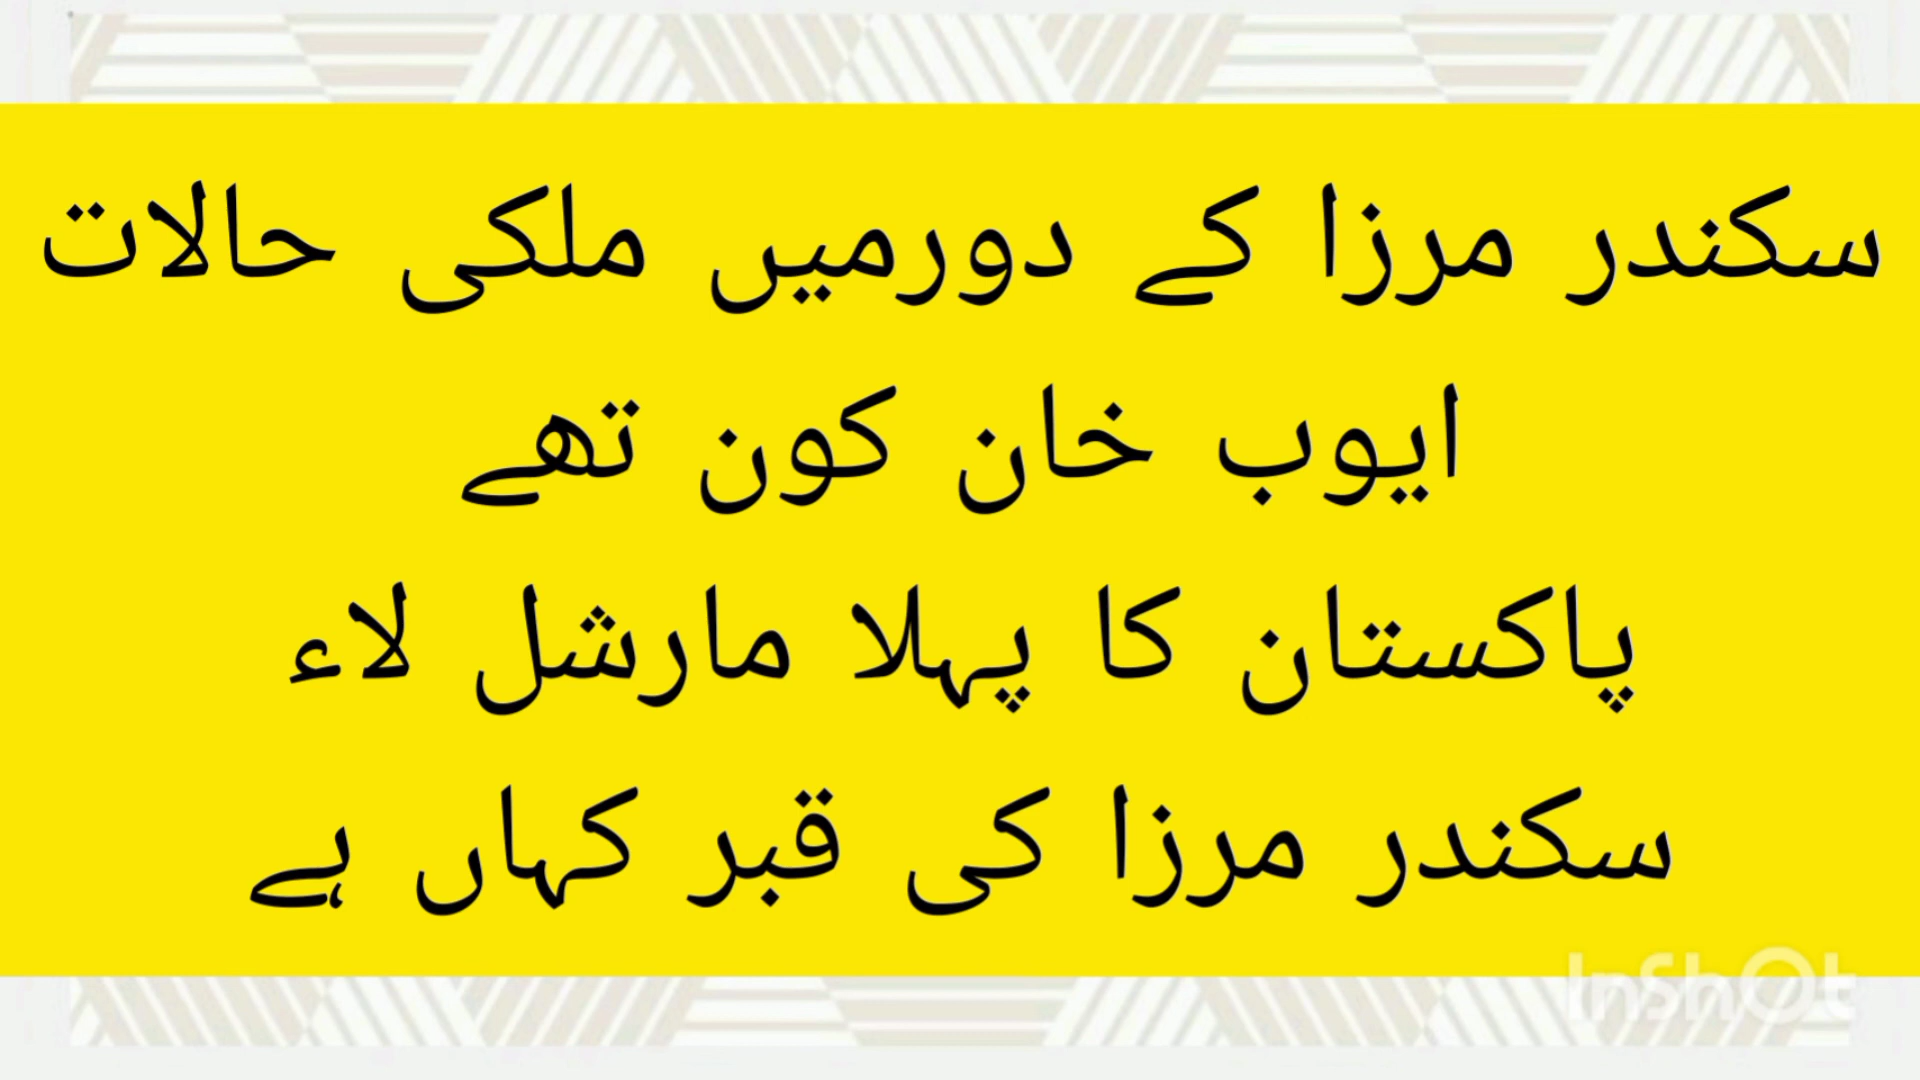 سکندر مرزا کے دورمیں ملکی حالات
ایوب خان کون تھے
پاکستان کا پہلا مارشل لاء
سکندر مرزا کی قبر کہاں ہے
InShOt